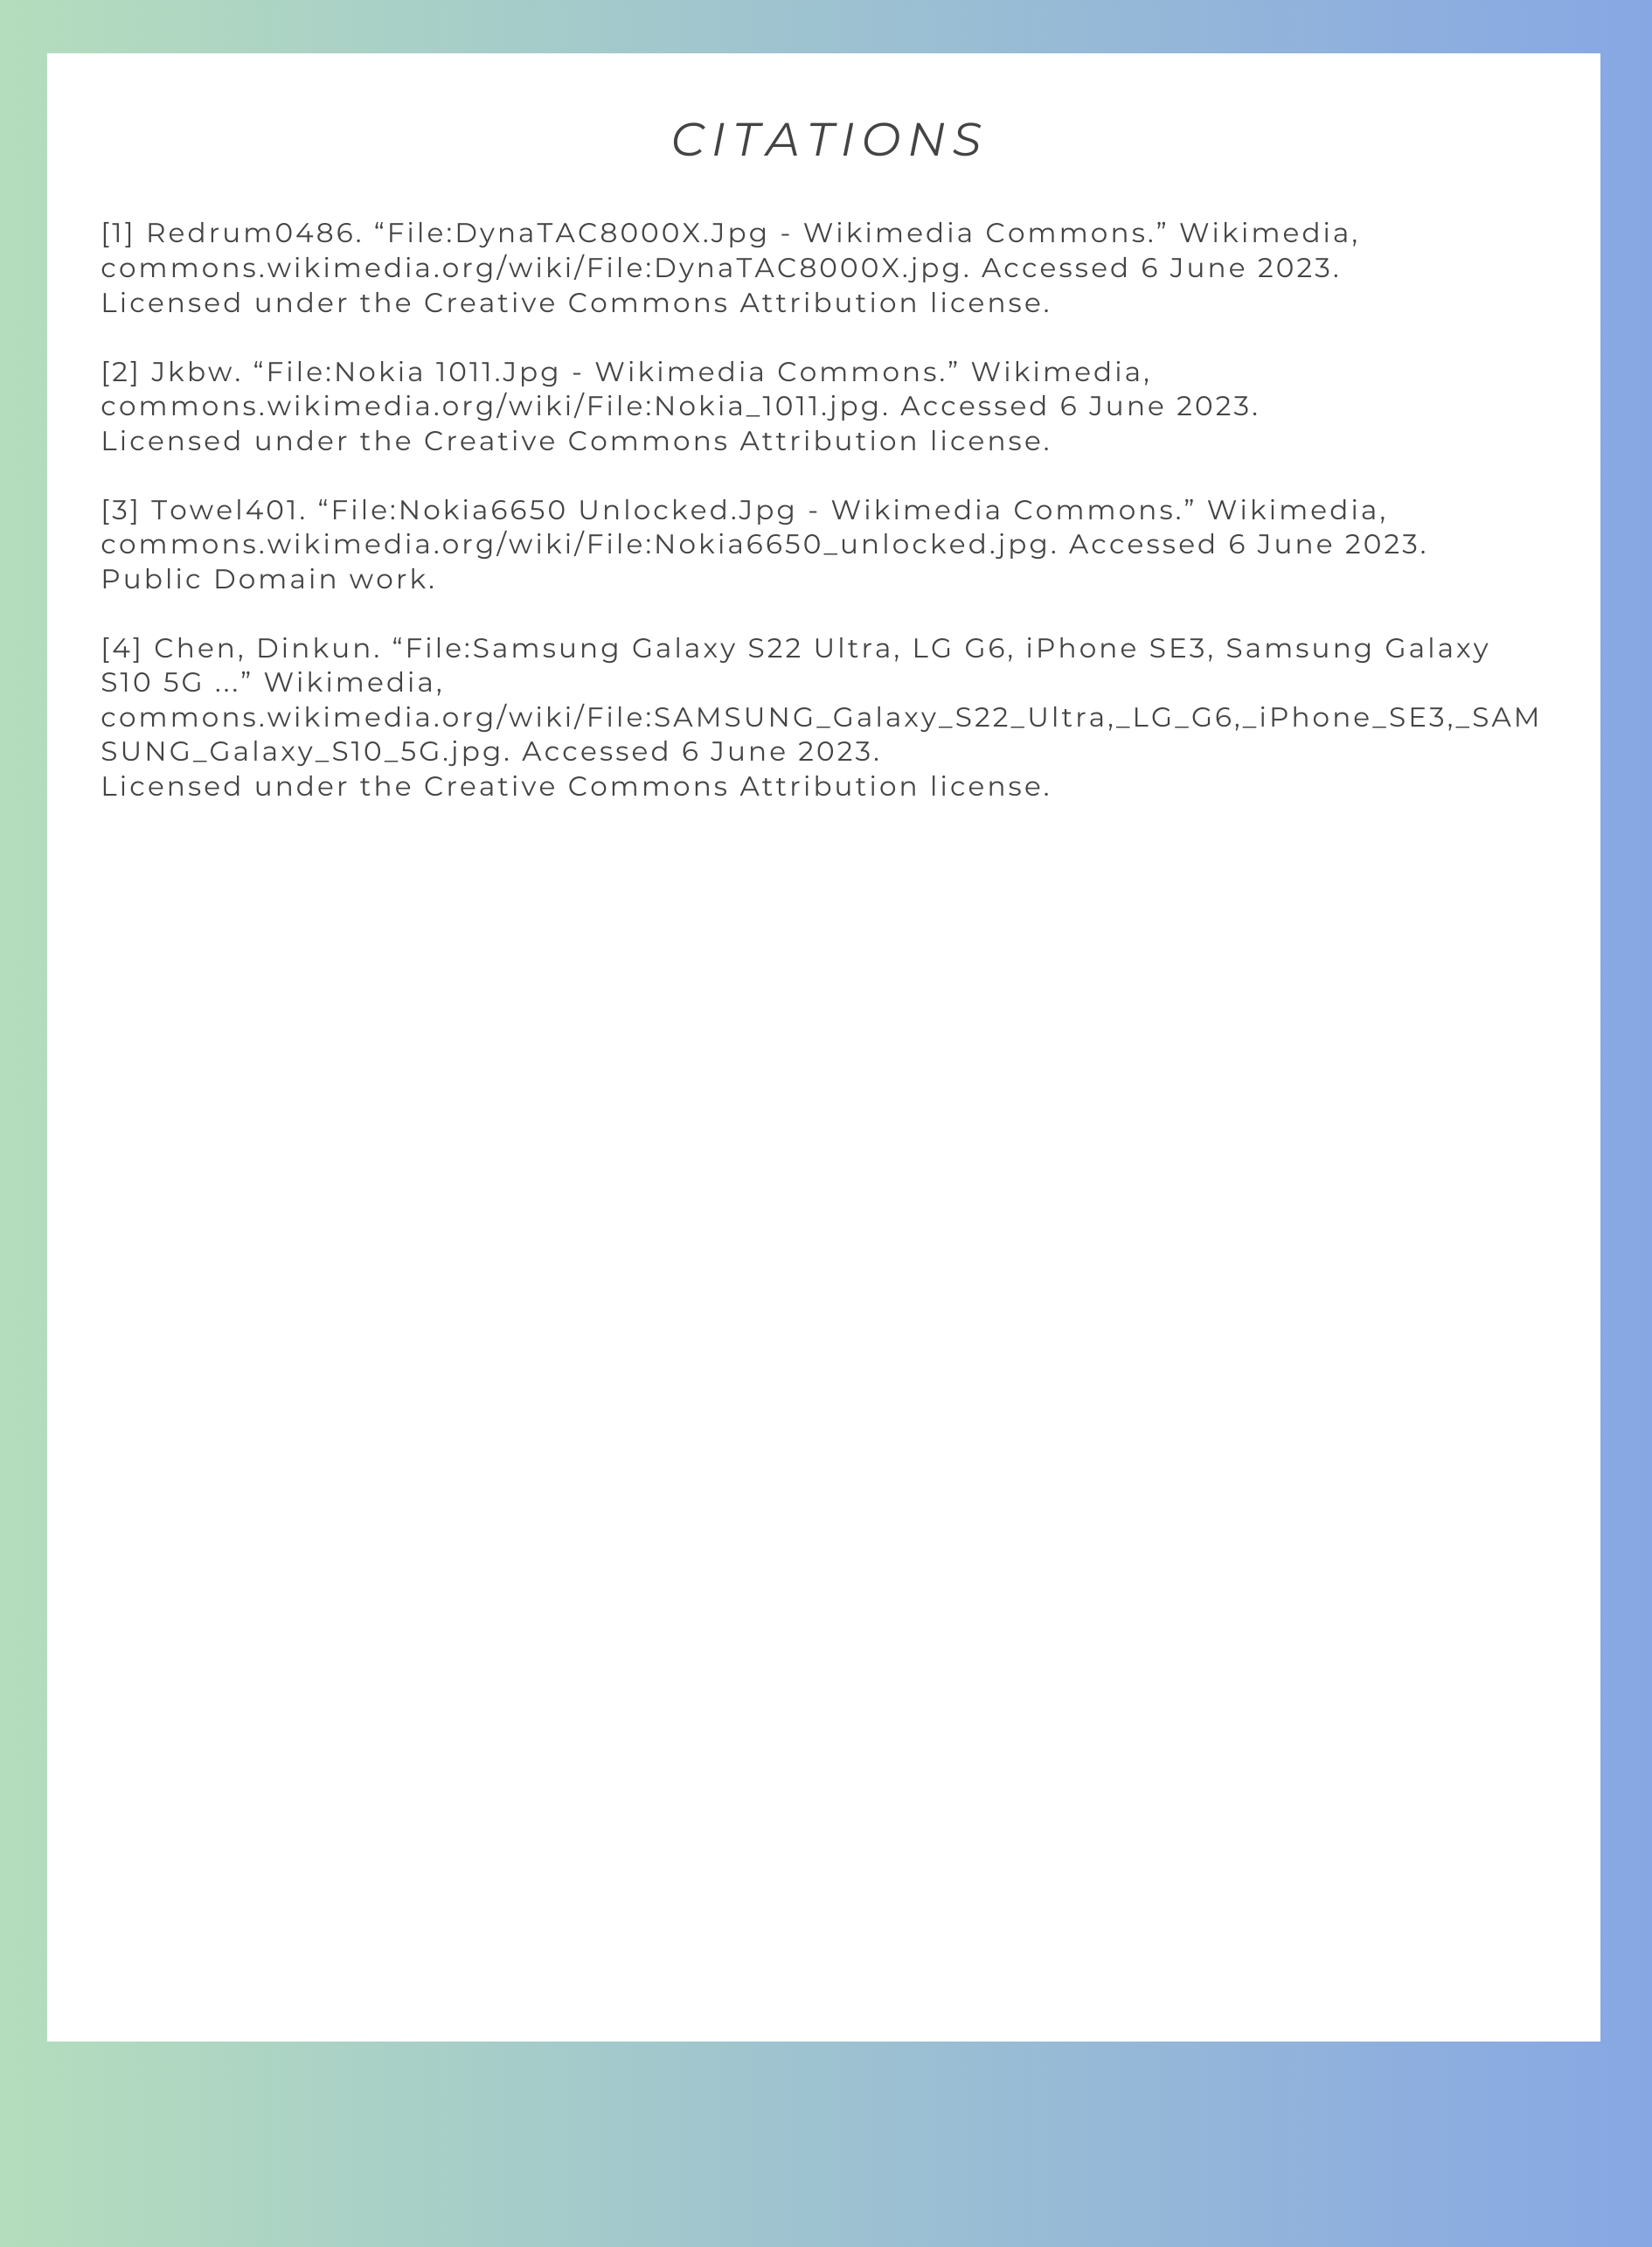 CITATIONS
[1] Redrum0486. “File:DynaTAC8000X.Jpg - Wikimedia Commons.” Wikimedia,
commons.wikimedia.org/wiki/File:DynaTAC8000X.jpg. Accessed 6 June 2023.
Licensed under the Creative Commons Attribution license.
[2] Jkbw. “File:Nokia 1011.Jpg - Wikimedia Commons.” Wikimedia,
commons.wikimedia.org/wiki/File:Nokia_1011.jpg. Accessed 6 June 2023.
Licensed under the Creative Commons Attribution license.
[3] Towel401. “File:Nokia6650 Unlocked.Jpg - Wikimedia Commons.” Wikimedia,
commons.wikimedia.org/wiki/File:Nokia6650_unlocked.jpg. Accessed 6 June 2023.
Public Domain work.
[4] Chen, Dinkun. “File:Samsung Galaxy S22 Ultra, LG G6, iPhone SE3, Samsung Galaxy
S10 5G ...” Wikimedia,
commons.wikimedia.org/wiki/File:SAMSUNG_Galaxy_S22_Ultra,_LG_G6,_iPhone_SE3,_SAM
SUNG_Galaxy_S10_5G.jpg. Accessed 6 June 2023.
Licensed under the Creative Commons Attribution license.